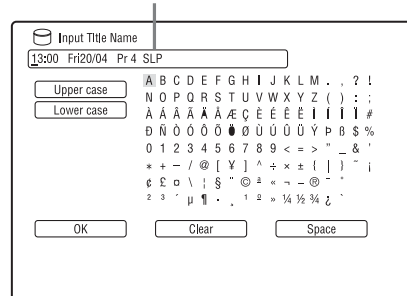 Input Title Name
13:00 Fri20/04 Pr 4 SLP
Upper case
Lower case
A B C D E F G H I J K L M . , ? !
N O P Q R S T U V W X Y Z ( ) : ;
À Á Â Ã Ä Å Æ Ç È É Ê Ë Ì Í Î Ï #
Ð Ñ Ò Ó Ô Õ Ö Ø Ù Ú Û Ü Ý Þ ß $ %
0 1 2 3 4 5 6 7 8 9 < = > " _ & '
* + – / @ [ ¥ ] ^ ÷ × ± { | } ~ ¡
¢ £ ¤ \ ¦ § ¨ © ª « ¬ – ® ¯ °
² ³ ´ µ ¶ · ¸ ¹ º » ¼ ½ ¾ ¿ `
OK
Clear
Space